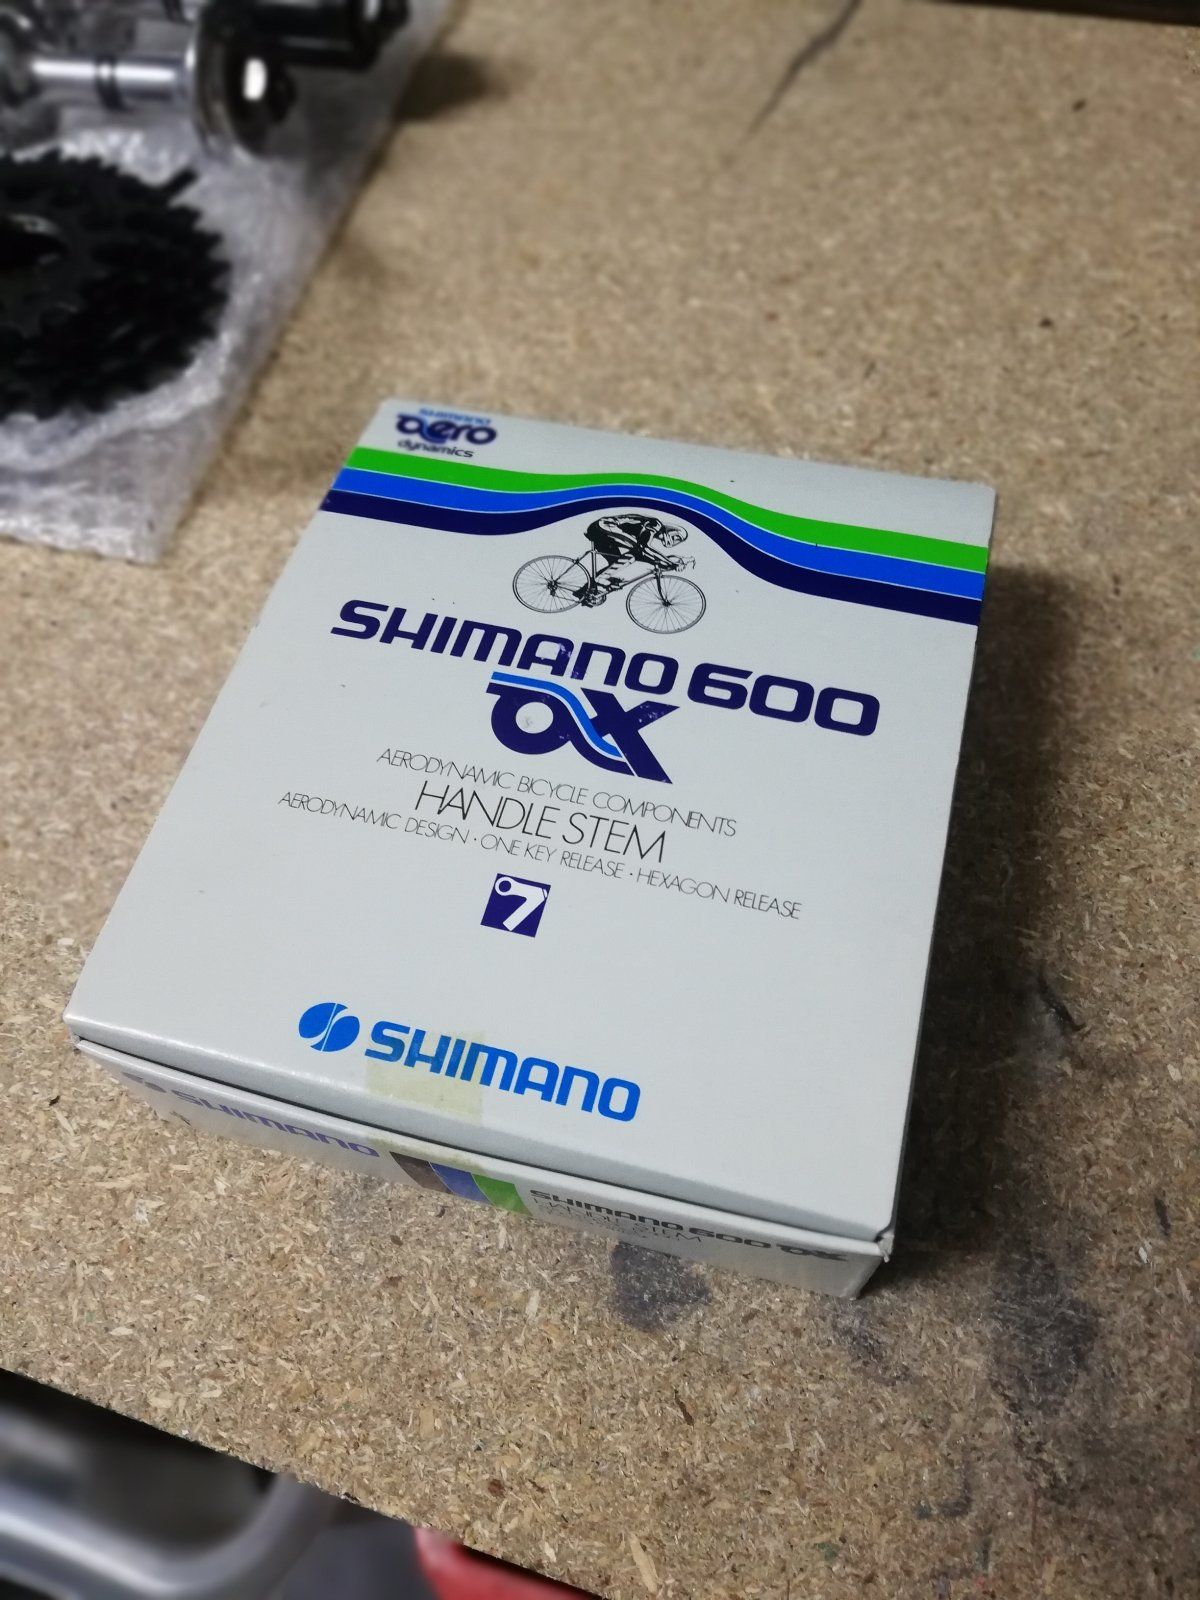 SHIMANO
aero
dynamics
SHIMANO 600
AX
AERODYNAMIC BICYCLE COMPONENTS
HANDLE STEM
AERODYNAMIC DESIGN · ONE KEY RELEASE · HEXAGON RELEASE
SHIMANO
SHIMANO
SHIMANO 600 AX
HANDLE STEM